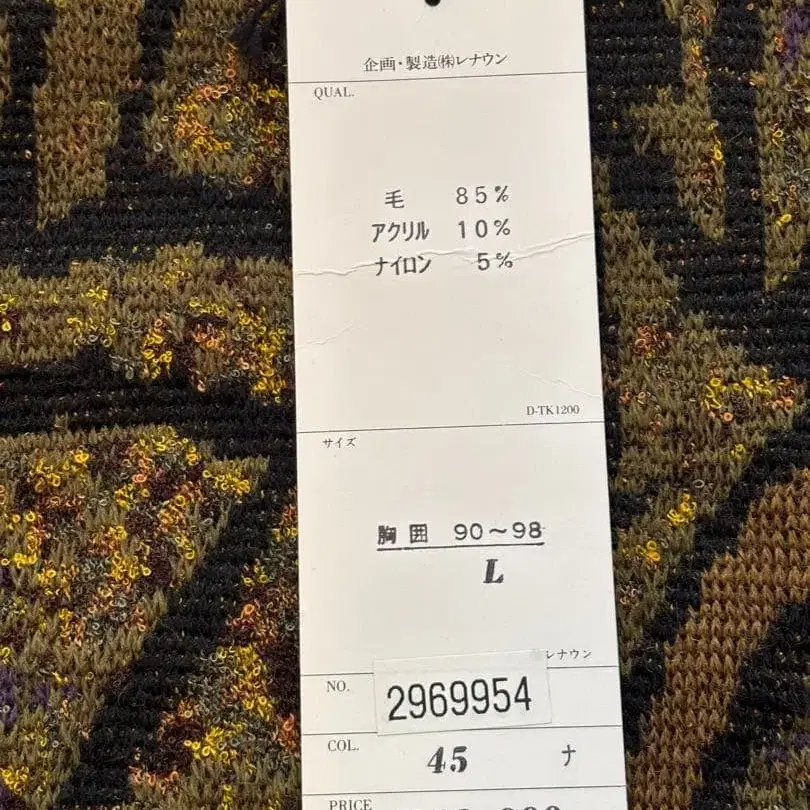 企画・製造㈱レナウン
QUAL.
毛 85%
アクリル 10%
ナイロン 5%
D-TK1200
サイズ
胸囲 90〜98
L
レナウン
NO. 2969954
COL. 45 ナ
PRICE